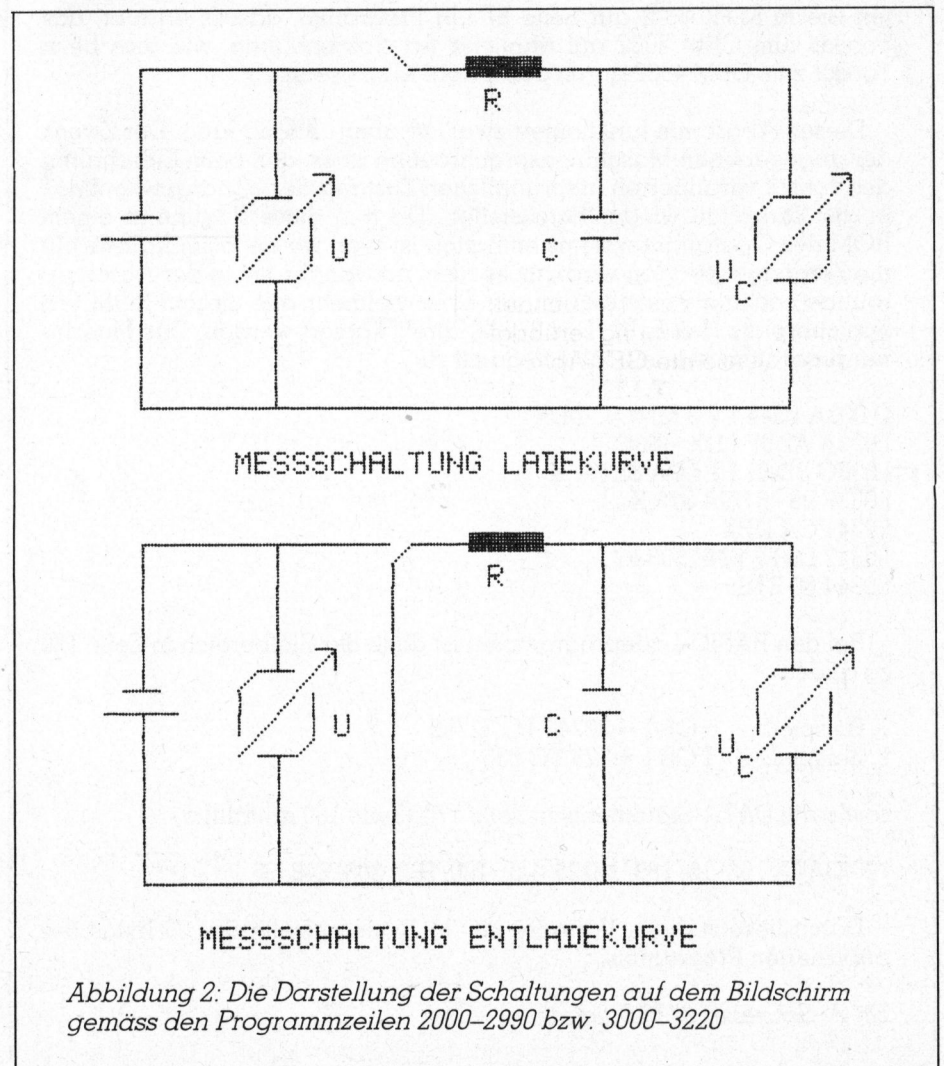 R
U
C
U
C
MESSSCHALTUNG LADEKURVE
R
U
C
U
C
MESSSCHALTUNG ENTLADEKURVE
Abbildung 2: Die Darstellung der Schaltungen auf dem Bildschirm
gemäss den Programmzeilen 2000–2990 bzw. 3000–3220